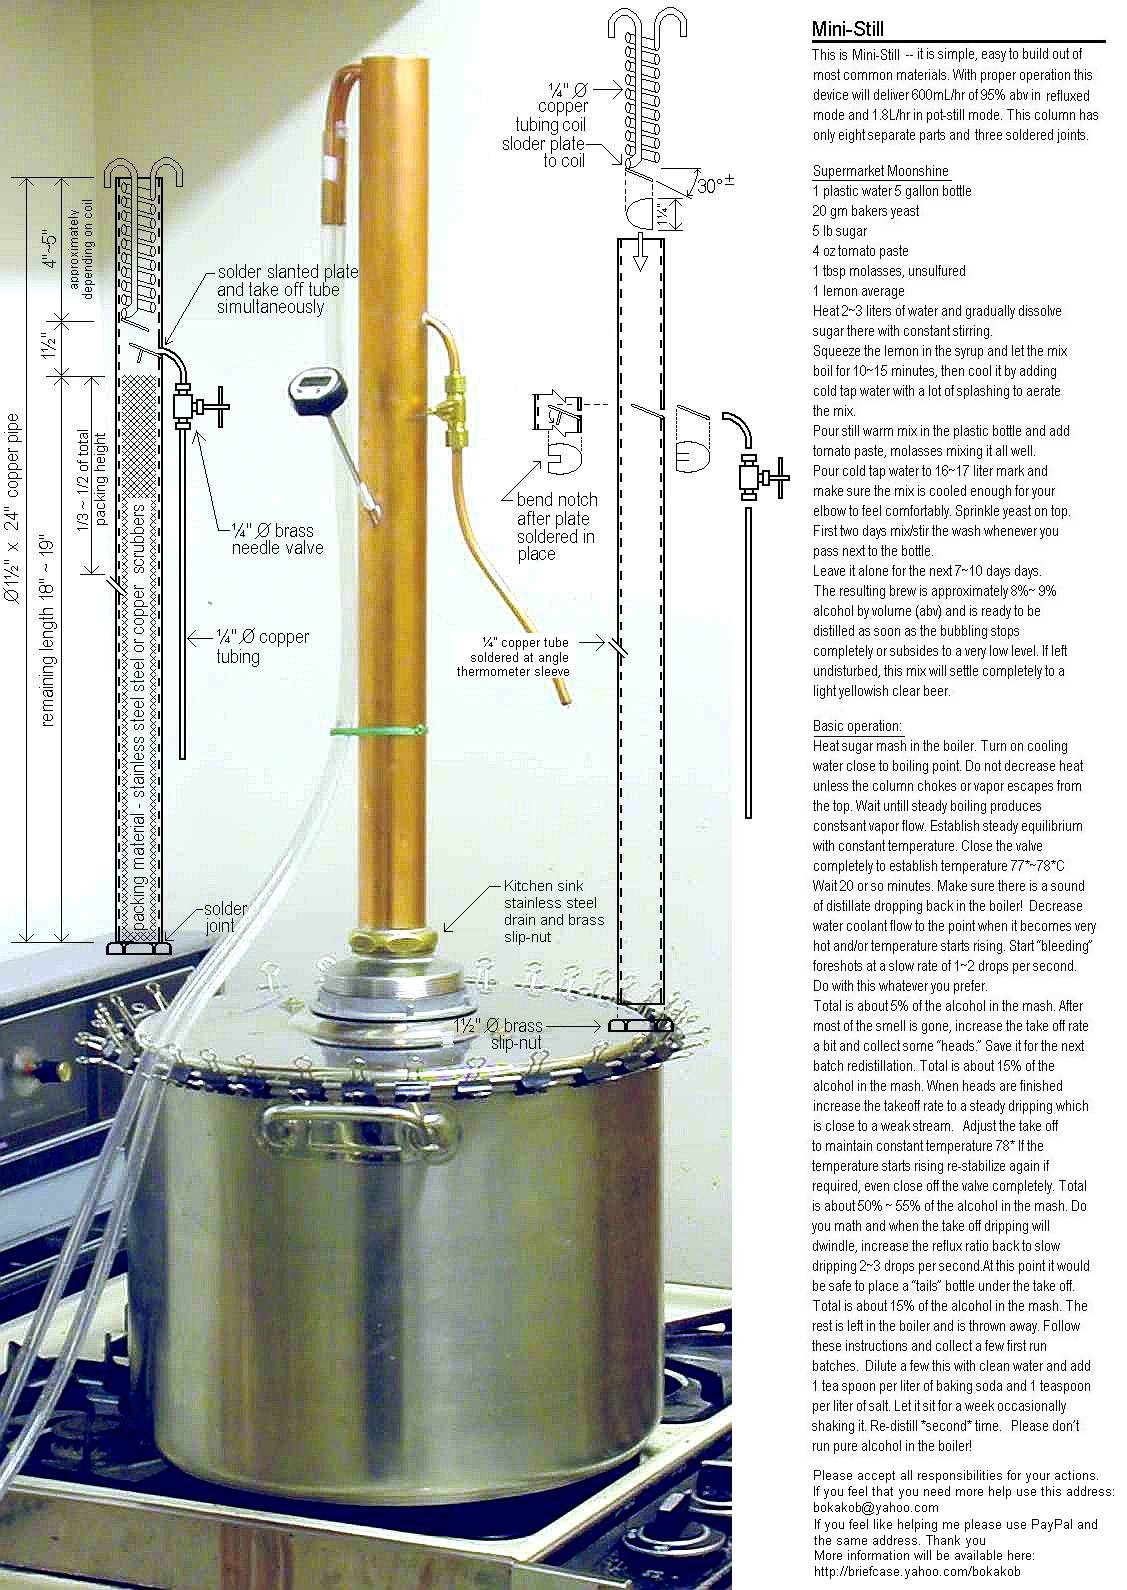 Mini-Still
This is Mini-Still -- it is simple, easy to build out of
most common materials. With proper operation this
device will deliver 600mL/hr of 95% abv in refluxed
mode and 1.8L/hr in pot-still mode. This column has
only eight separate parts and three soldered joints.
Supermarket Moonshine
1 plastic water 5 gallon bottle
20 gm bakers yeast
5 lb sugar
4 oz tomato paste
1 tbsp molasses, unsulfured
1 lemon average
Heat 2~3 liters of water and gradually dissolve
sugar there with constant stirring.
Squeeze the lemon in the syrup and let the mix
boil for 10~15 minutes, then cool it by adding
cold tap water with a lot of splashing to aerate
the mix.
Pour still warm mix in the plastic bottle and add
tomato paste, molasses mixing it all well.
Pour cold tap water to 16~17 liter mark and
make sure the mix is cooled enough for your
elbow to feel comfortably. Sprinkle yeast on top.
First two days mix/stir the wash whenever you
pass next to the bottle.
Leave it alone for the next 7~10 days days.
The resulting brew is approximately 8%~ 9%
alcohol by volume (abv) and is ready to be
distilled as soon as the bubbling stops
completely or subsides to a very low level. If left
undisturbed, this mix will settle completely to a
light yellowish clear beer.
Basic operation:
Heat sugar mash in the boiler. Turn on cooling
water close to boiling point. Do not decrease heat
unless the column chokes or vapor escapes from
the top. Wait untill steady boiling produces
constsant vapor flow. Establish steady equilibrium
with constant temperature. Close the valve
completely to establish temperature 77*~78*C
Wait 20 or so minutes. Make sure there is a sound
of distillate dropping back in the boiler! Decrease
water coolant flow to the point when it becomes very
hot and/or temperature starts rising. Start "bleeding"
foreshots at a slow rate of 1~2 drops per second.
Do with this whatever you prefer.
Total is about 5% of the alcohol in the mash. After
most of the smell is gone, increase the take off rate
a bit and collect some "heads." Save it for the next
batch redistillation. Total is about 15% of the
alcohol in the mash. Wnen heads are finished
increase the takeoff rate to a steady dripping which
is close to a weak stream. Adjust the take off
to maintain constant temperature 78* If the
temperature starts rising re-stabilize again if
required, even close off the valve completely. Total
is about 50% ~ 55% of the alcohol in the mash. Do
you math and when the take off dripping will
dwindle, increase the reflux ratio back to slow
dripping 2~3 drops per second.At this point it would
be safe to place a "tails" bottle under the take off.
Total is about 15% of the alcohol in the mash. The
rest is left in the boiler and is thrown away. Follow
these instructions and collect a few first run
batches. Dilute a few this with clean water and add
1 tea spoon per liter of baking soda and 1 teaspoon
per liter of salt. Let it sit for a week occasionally
shaking it. Re-distill *second* time. Please don't
run pure alcohol in the boiler!
Please accept all responsibilities for your actions.
If you feel that you need more help use this address:
bokakob@yahoo.com
If you feel like helping me please use PayPal and
the same address. Thank you
More information will be available here:
http://briefcase.yahoo.com/bokakob
¼" Ø
copper
tubing coil
sloder plate
to coil
30°±
1¼"
Ø1½" x 24" copper pipe
4"~5"
approximately
depending on coil
1½"
remaining length 18" ~ 19"
1/3 ~ 1/2 of total
packing height
packing material - stainless steel steel or copper scrubbers
solder slanted plate
and take off tube
simultaneously
¼" Ø brass
needle valve
¼" Ø copper
tubing
solder
joint
bend notch
after plate
soldered in
place
¼" copper tube
soldered at angle
thermometer sleeve
Kitchen sink
stainless steel
drain and brass
slip-nut
1½" Ø brass
slip-nut